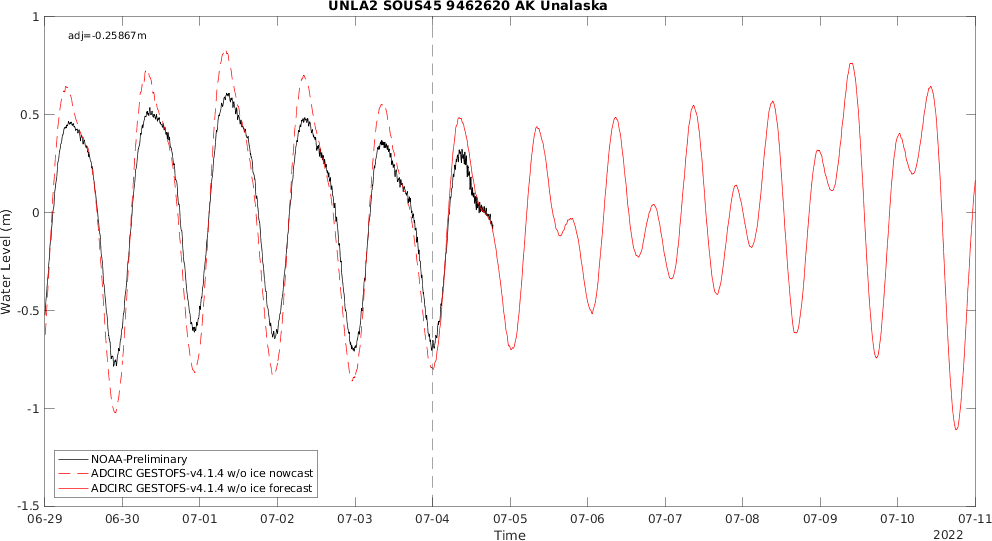 UNLA2 SOUS45 9462620 AK Unalaska
adj=-0.25867m
1
0.5
0
-0.5
-1
-1.5
Water Level (m)
NOAA-Preliminary
ADCIRC GESTOFS-v4.1.4 w/o ice nowcast
ADCIRC GESTOFS-v4.1.4 w/o ice forecast
06-29 06-30 07-01 07-02 07-03 07-04 07-05 07-06 07-07 07-08 07-09 07-10 07-11
Time
2022